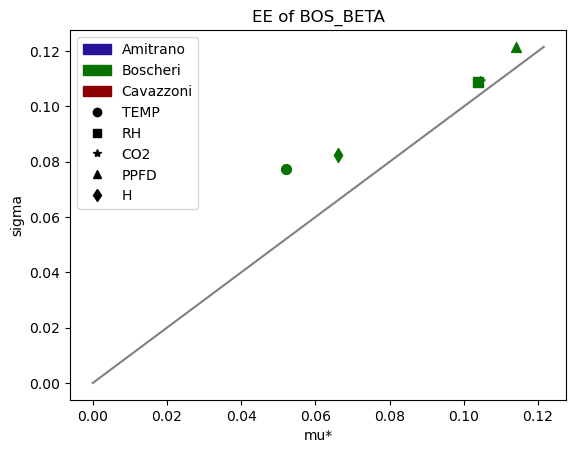 EE of BOS_BETA
Amitrano
Boscheri
Cavazzoni
TEMP
RH
CO2
PPFD
H
sigma
0.12
0.10
0.08
0.06
0.04
0.02
0.00
0.00 0.02 0.04 0.06 0.08 0.10 0.12
mu*